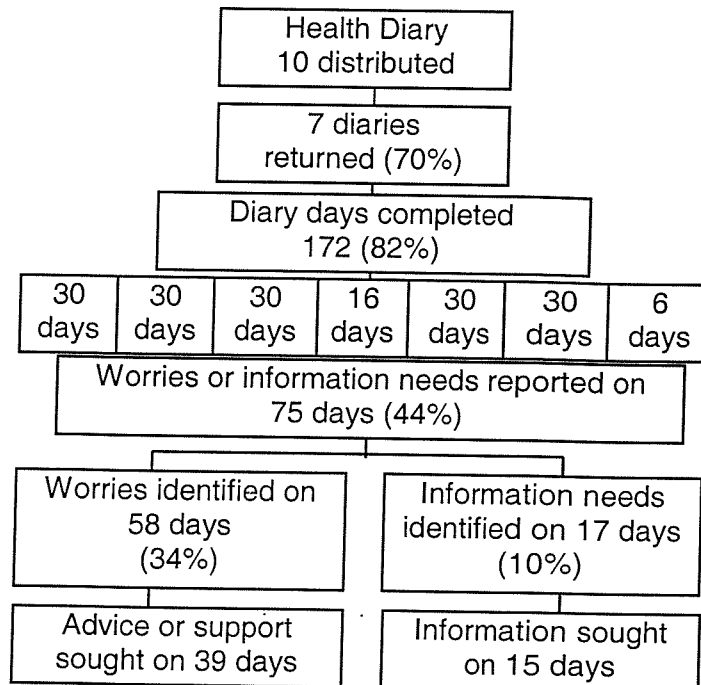 Health Diary
10 distributed
7 diaries
returned (70%)
Diary days completed
172 (82%)
30 days
30 days
30 days
16 days
30 days
30 days
6 days
Worries or information needs reported on
75 days (44%)
Worries identified on
58 days
(34%)
Information needs
identified on 17 days
(10%)
Advice or support
sought on 39 days
Information sought
on 15 days